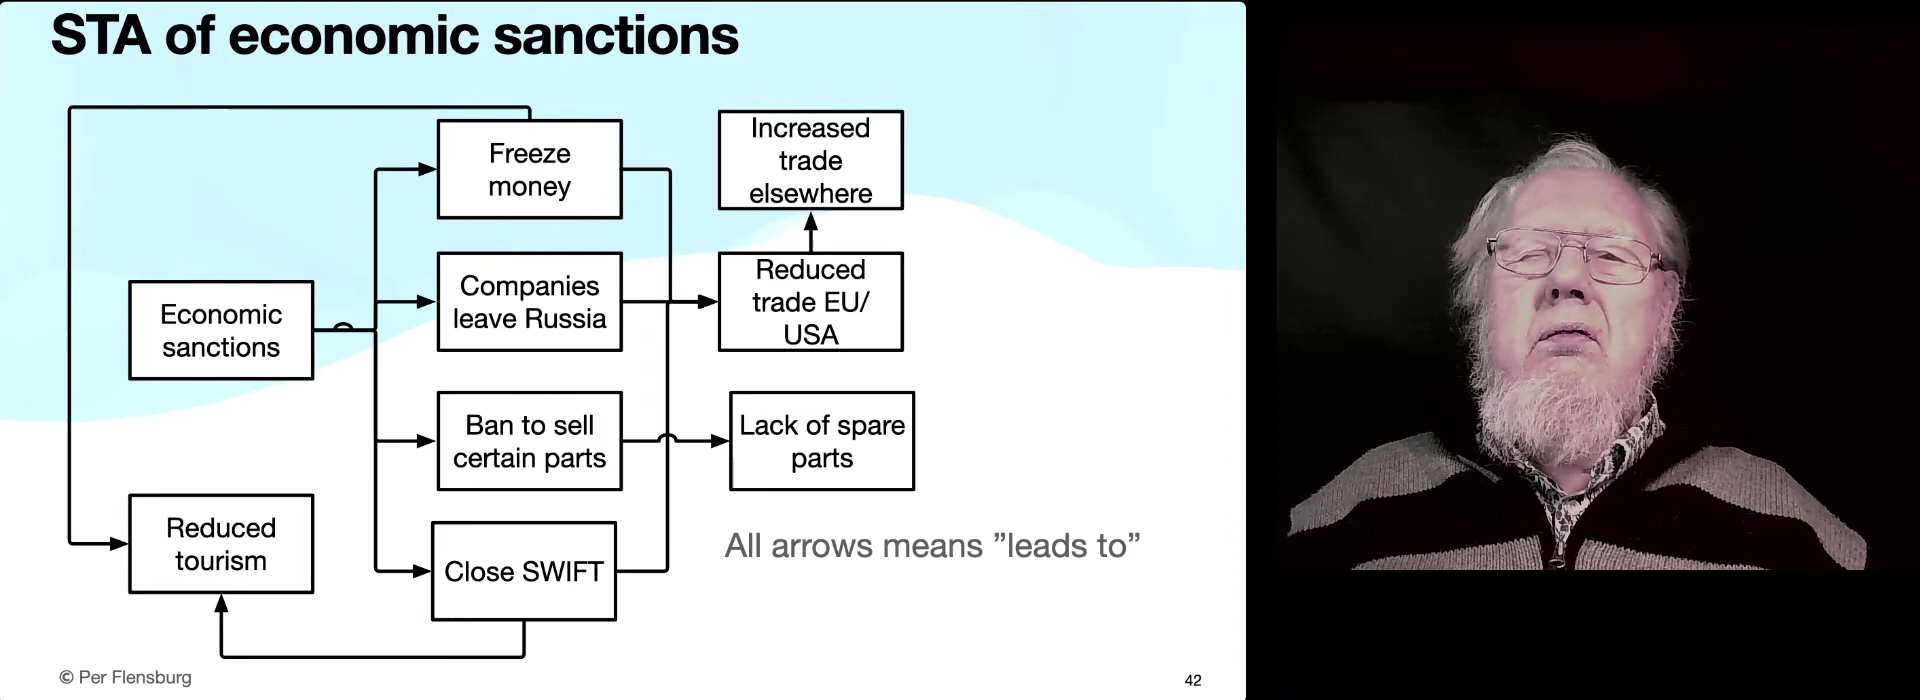 STA of economic sanctions
Freeze
money
Increased
trade
elsewhere
Economic
sanctions
Companies
leave Russia
Reduced
trade EU/
USA
Ban to sell
certain parts
Lack of spare
parts
Reduced
tourism
Close SWIFT
All arrows means ”leads to”
© Per Flensburg
42